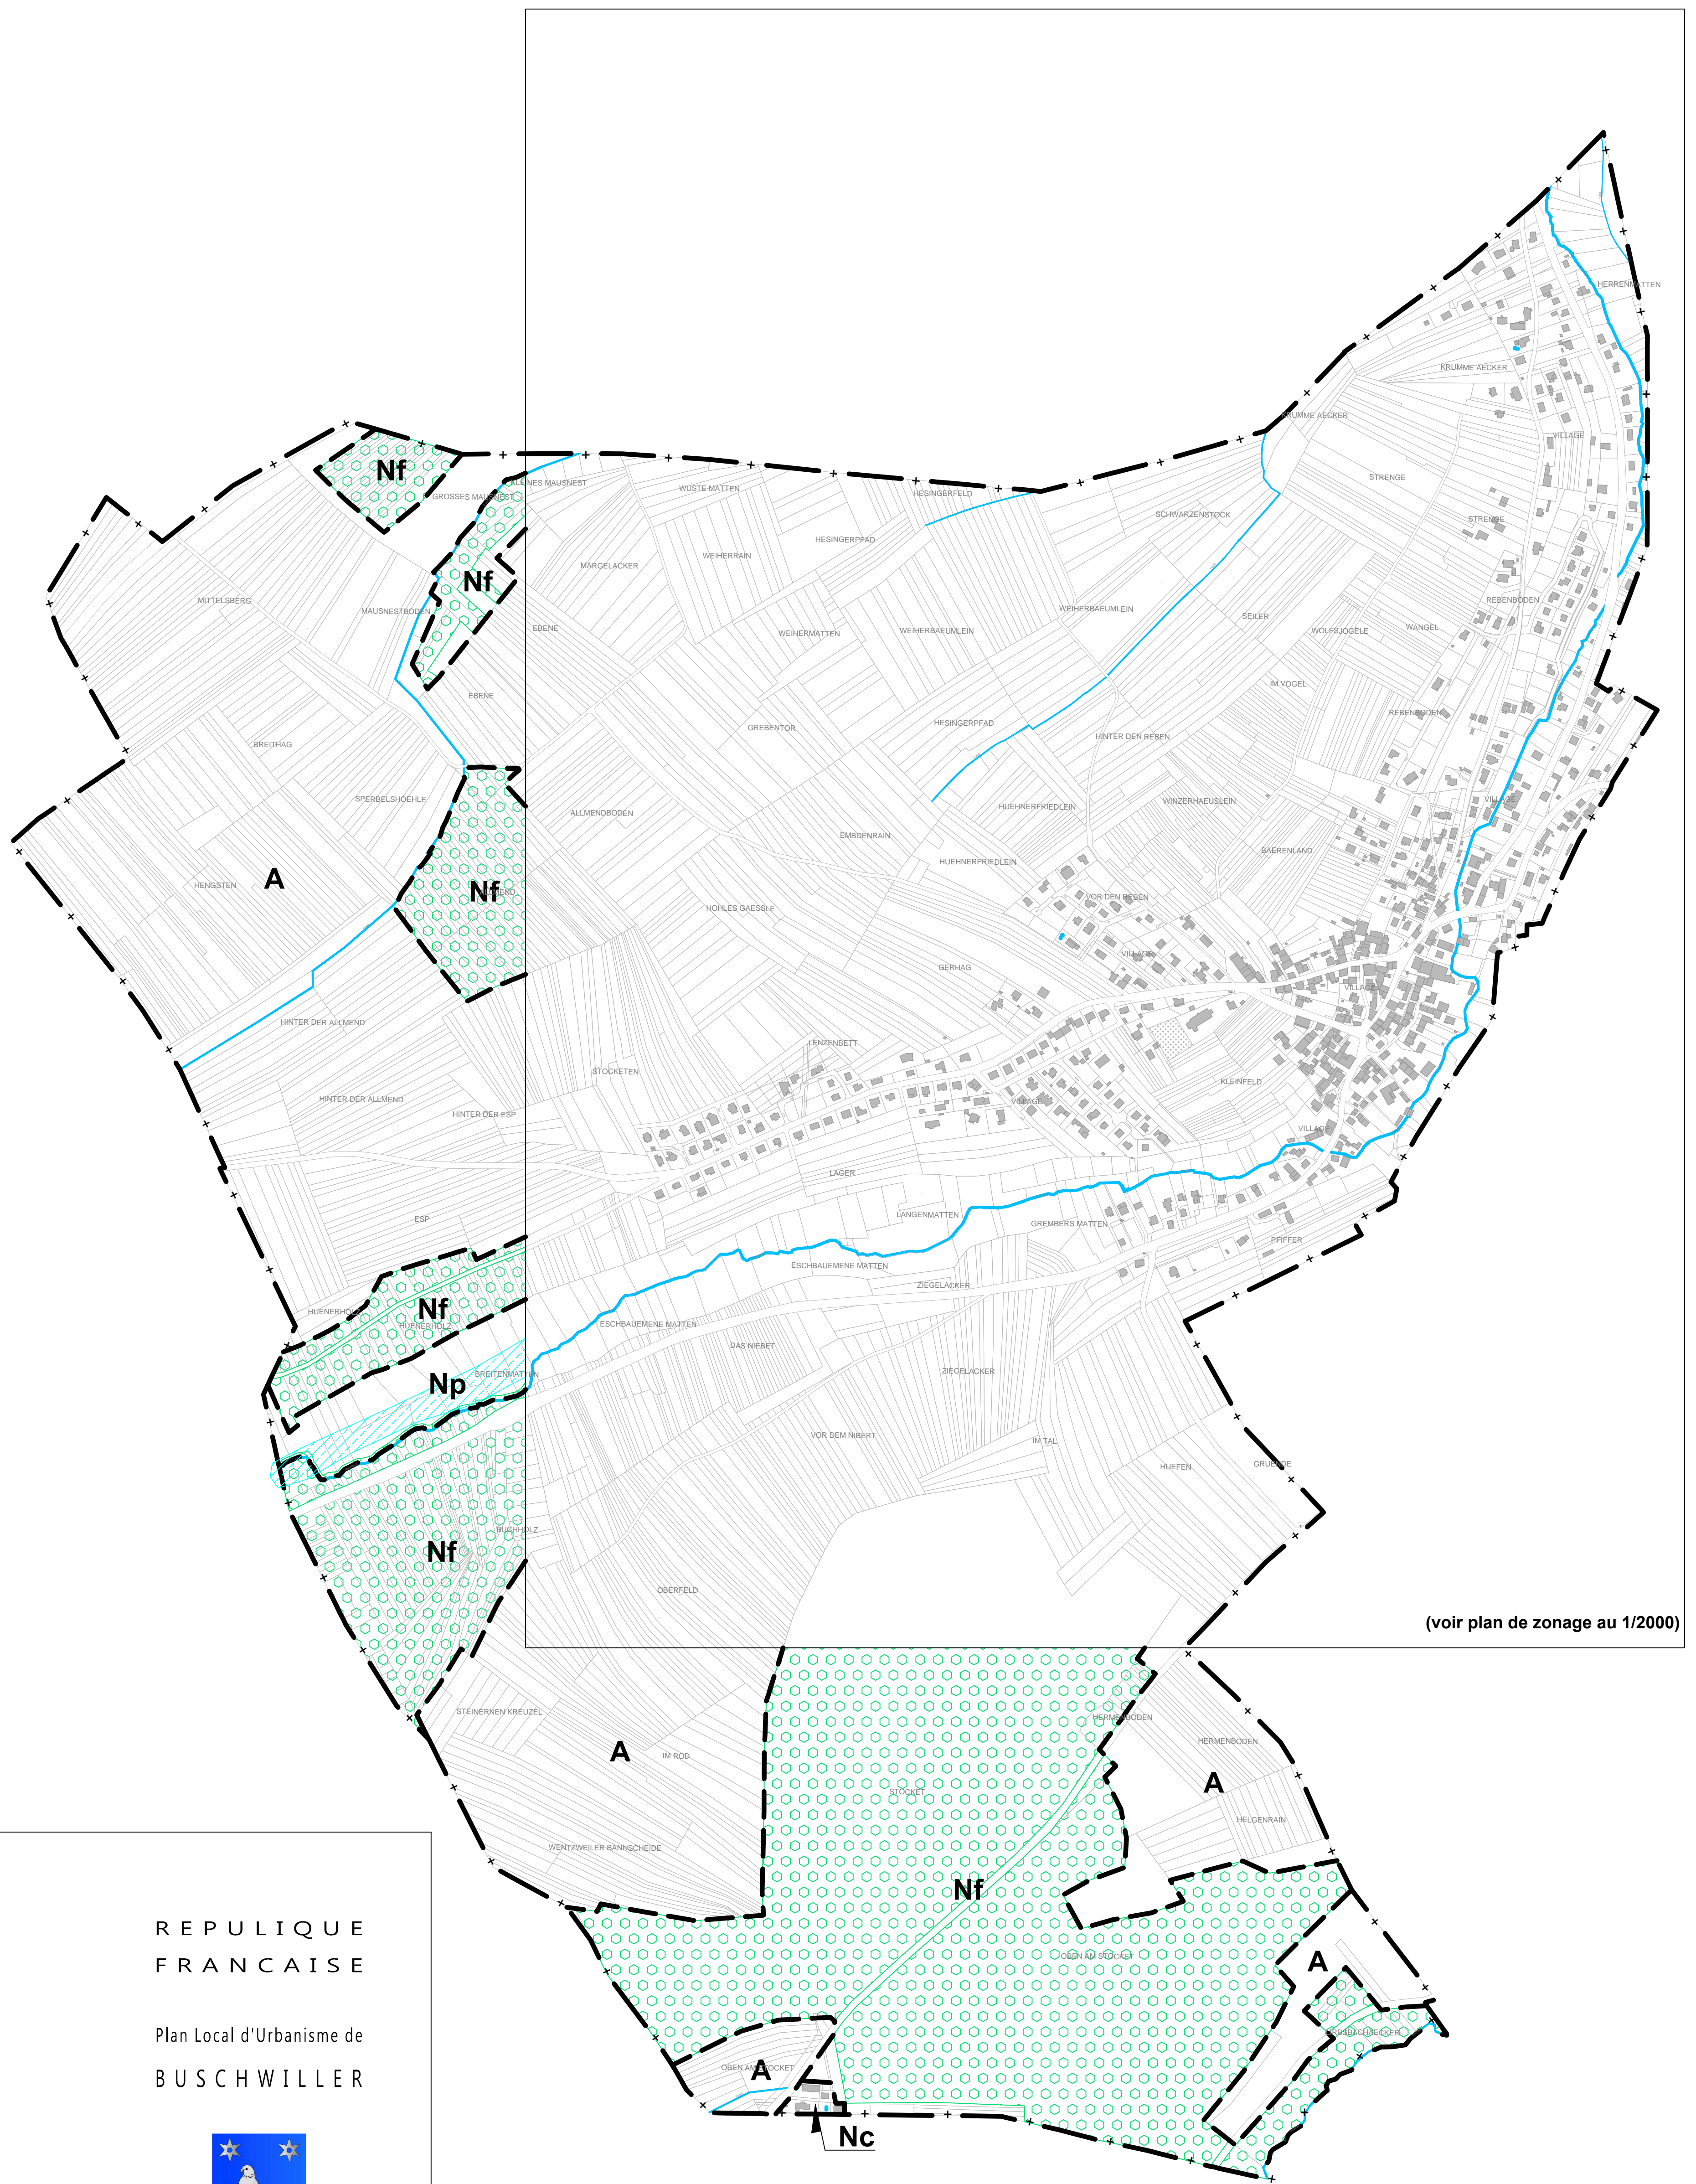 HERRENMATTEN
KRUMME AECKER
KRUMME AECKER
VILLAGE
Nf
GROSSES MAUSNEST
KLEINES MAUSNEST
WUSTE MATTEN
HESINGERFELD
STRENGE
SCHWARZENSTOCK
STRENGE
HESINGERPFAD
WEIHERRAIN
MARGELACKER
Nf
MITTELSBERG
MAUSNESTBODEN
REBENBODEN
WEIHERBAEUMLEIN
SEILER
EBENE
WEIHERMATTEN
WEIHERBAEUMLEIN
WOLFSJOGELE
WANGEL
IM VOGEL
EBENE
REBENBODEN
GREBENTOR
HESINGERPFAD
HINTER DEN REBEN
BREITHAG
SPERBELSHOEHLE
ALLMENDBODEN
HUEHNERFRIEDLEIN
WINZERHAEUSLEIN
VILLAGE
EMBDENRAIN
BAERENLAND
HUEHNERFRIEDLEIN
HENGSTEN
A
Nf
VOR DEN REBEN
HOHLES GAESSLE
VILLAGE
GERHAG
VILLAGE
HINTER DER ALLMEND
LENZENBETT
STOCKETEN
KLEINFELD
HINTER DER ALLMEND
VILLAGE
HINTER DER ESP
VILLAGE
LAGER
ESP
LANGENMATTEN
GREMBERS MATTEN
PFIFFER
ESCHBAUEMENE MATTEN
ZIEGELACKER
HUENERHOLZ
Nf
HUENERHOLZ
ESCHBAUEMENE MATTEN
DAS NIEBET
ZIEGELACKER
BREITENMATTEN
Np
VOR DEM NIBERT
IM TAL
HUEFEN
GRUENDE
BUCHHOLZ
Nf
OBERFELD
(voir plan de zonage au 1/2000)
STEINERNEN KREUZEL
HERMENBODEN
HERMENBODEN
A
IM ROD
A
STOCKET
HELGENRAIN
WENTZWEILER BANNSCHEIDE
Nf
OBEN AM STOCKET
A
OBEN AM STOCKET
A
Nc
REPULIQUE
FRANCAISE
Plan Local d'Urbanisme de
BUSCHWILLER